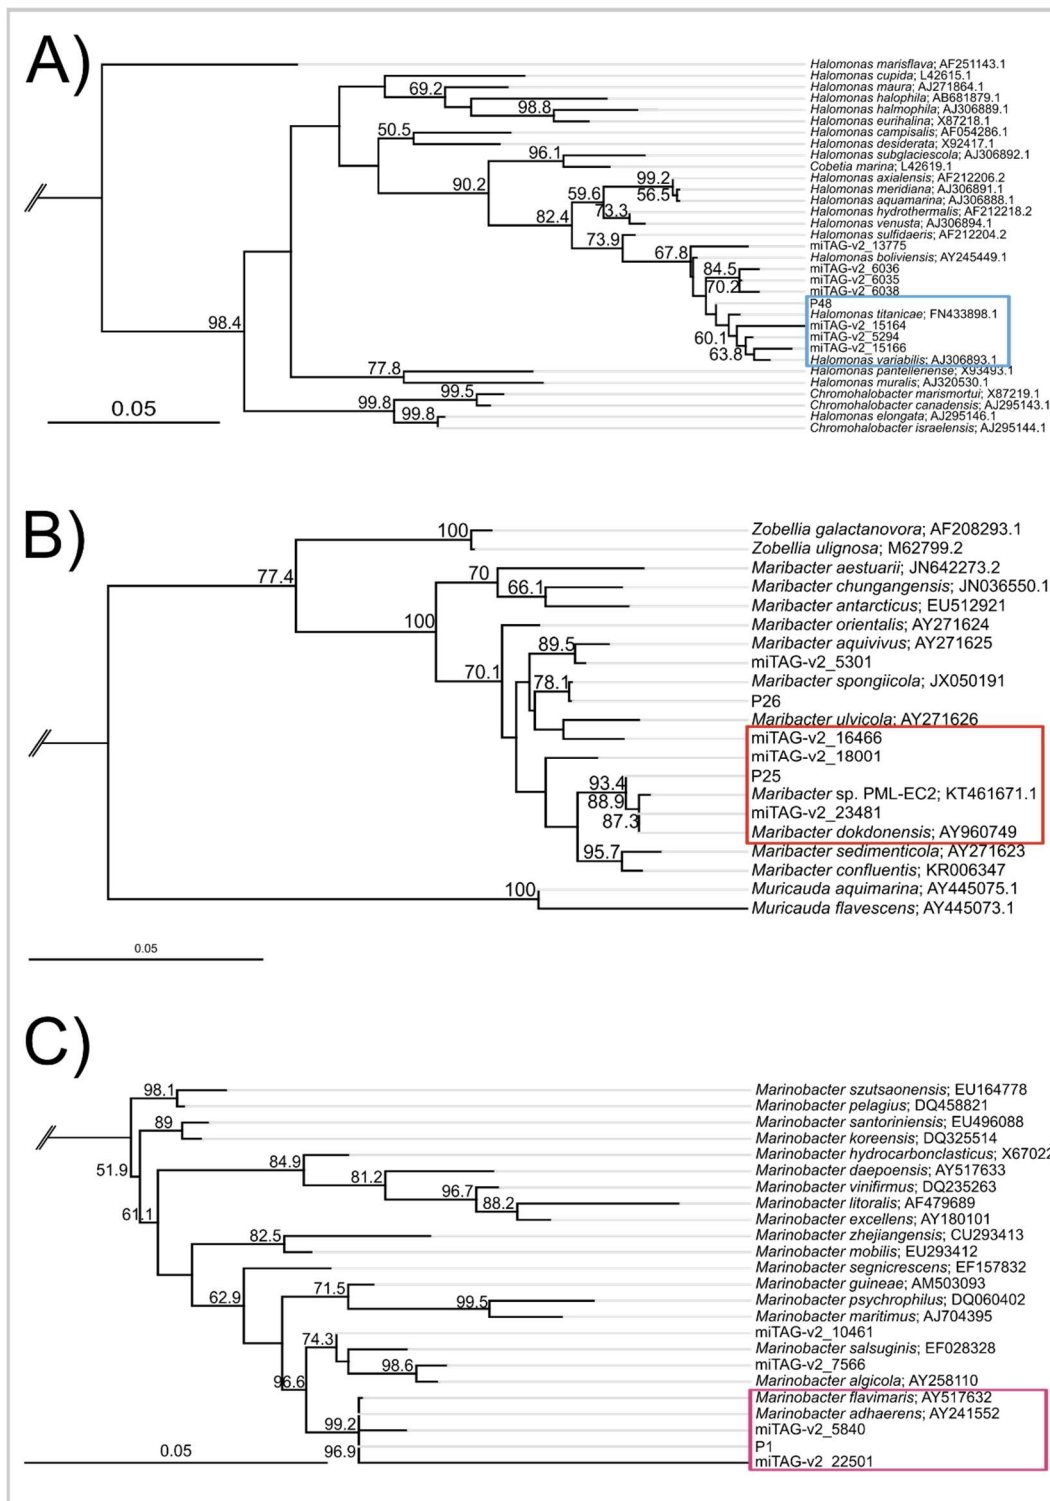 A)
Halomonas marisflava; AF251143.1
Halomonas cupida; L42615.1
69.2
Halomonas maura; AJ271864.1
Halomonas halophila; AB681879.1
98.8
Halomonas halmophila; AJ306889.1
Halomonas eurihalina; X87218.1
50.5
Halomonas campisalis; AF054286.1
Halomonas desiderata; X92417.1
96.1
Halomonas subglaciescola; AJ306892.1
Cobetia marina; L42619.1
90.2
99.2
Halomonas axialensis; AF212206.2
59.6
56.5
Halomonas meridiana; AJ306891.1
Halomonas aquamarina; AJ306888.1
82.4
73.3
Halomonas hydrothermalis; AF212218.2
Halomonas venusta; AJ306894.1
73.9
Halomonas sulfidaeris; AF212204.2
67.8
miTAG-v2_13775
Halomonas boliviensis; AY245449.1
84.5
miTAG-v2_6036
70.2
miTAG-v2_6035
miTAG-v2_6038
P48
Halomonas titanicae; FN433898.1
98.4
miTAG-v2_15164
60.1
miTAG-v2_5294
63.8
miTAG-v2_15166
Halomonas variabilis; AJ306893.1
77.8
Halomonas pantelleriense; X93493.1
Halomonas muralis; AJ320530.1
99.5
Chromohalobacter marismortui; X87219.1
99.8
Chromohalobacter canadensis; AJ295143.1
99.8
Halomonas elongata; AJ295146.1
Chromohalobacter israelensis; AJ295144.1
0.05
B)
100
Zobellia galactanovora; AF208293.1
Zobellia ulignosa; M62799.2
77.4
70
Maribacter aestuarii; JN642273.2
66.1
Maribacter chungangensis; JN036550.1
Maribacter antarcticus; EU512921
100
Maribacter orientalis; AY271624
89.5
Maribacter aquivivus; AY271625
miTAG-v2_5301
70.1
78.1
Maribacter spongiicola; JX050191
P26
Maribacter ulvicola; AY271626
miTAG-v2_16466
miTAG-v2_18001
93.4
P25
88.9
Maribacter sp. PML-EC2; KT461671.1
87.3
miTAG-v2_23481
Maribacter dokdonensis; AY960749
95.7
Maribacter sedimenticola; AY271623
Maribacter confluentis; KR006347
100
Muricauda aquimarina; AY445075.1
Muricauda flavescens; AY445073.1
0.05
C)
98.1
Marinobacter szutsaonensis; EU164778
Marinobacter pelagius; DQ458821
89
Marinobacter santoriniensis; EU496088
Marinobacter koreensis; DQ325514
51.9
84.9
Marinobacter hydrocarbonclasticus; X67022
81.2
Marinobacter daepoensis; AY517633
96.7
Marinobacter vinifirmus; DQ235263
88.2
Marinobacter litoralis; AF479689
61.1
Marinobacter excellens; AY180101
82.5
Marinobacter zhejiangensis; CU293413
Marinobacter mobilis; EU293412
Marinobacter segnicrescens; EF157832
62.9
71.5
Marinobacter guineae; AM503093
99.5
Marinobacter psychrophilus; DQ060402
Marinobacter maritimus; AJ704395
74.3
miTAG-v2_10461
Marinobacter salsuginis; EF028328
98.6
miTAG-v2_7566
96.6
Marinobacter algicola; AY258110
Marinobacter flavimaris; AY517632
Marinobacter adhaerens; AY241552
99.2
miTAG-v2_5840
96.9
P1
miTAG-v2_22501
0.05